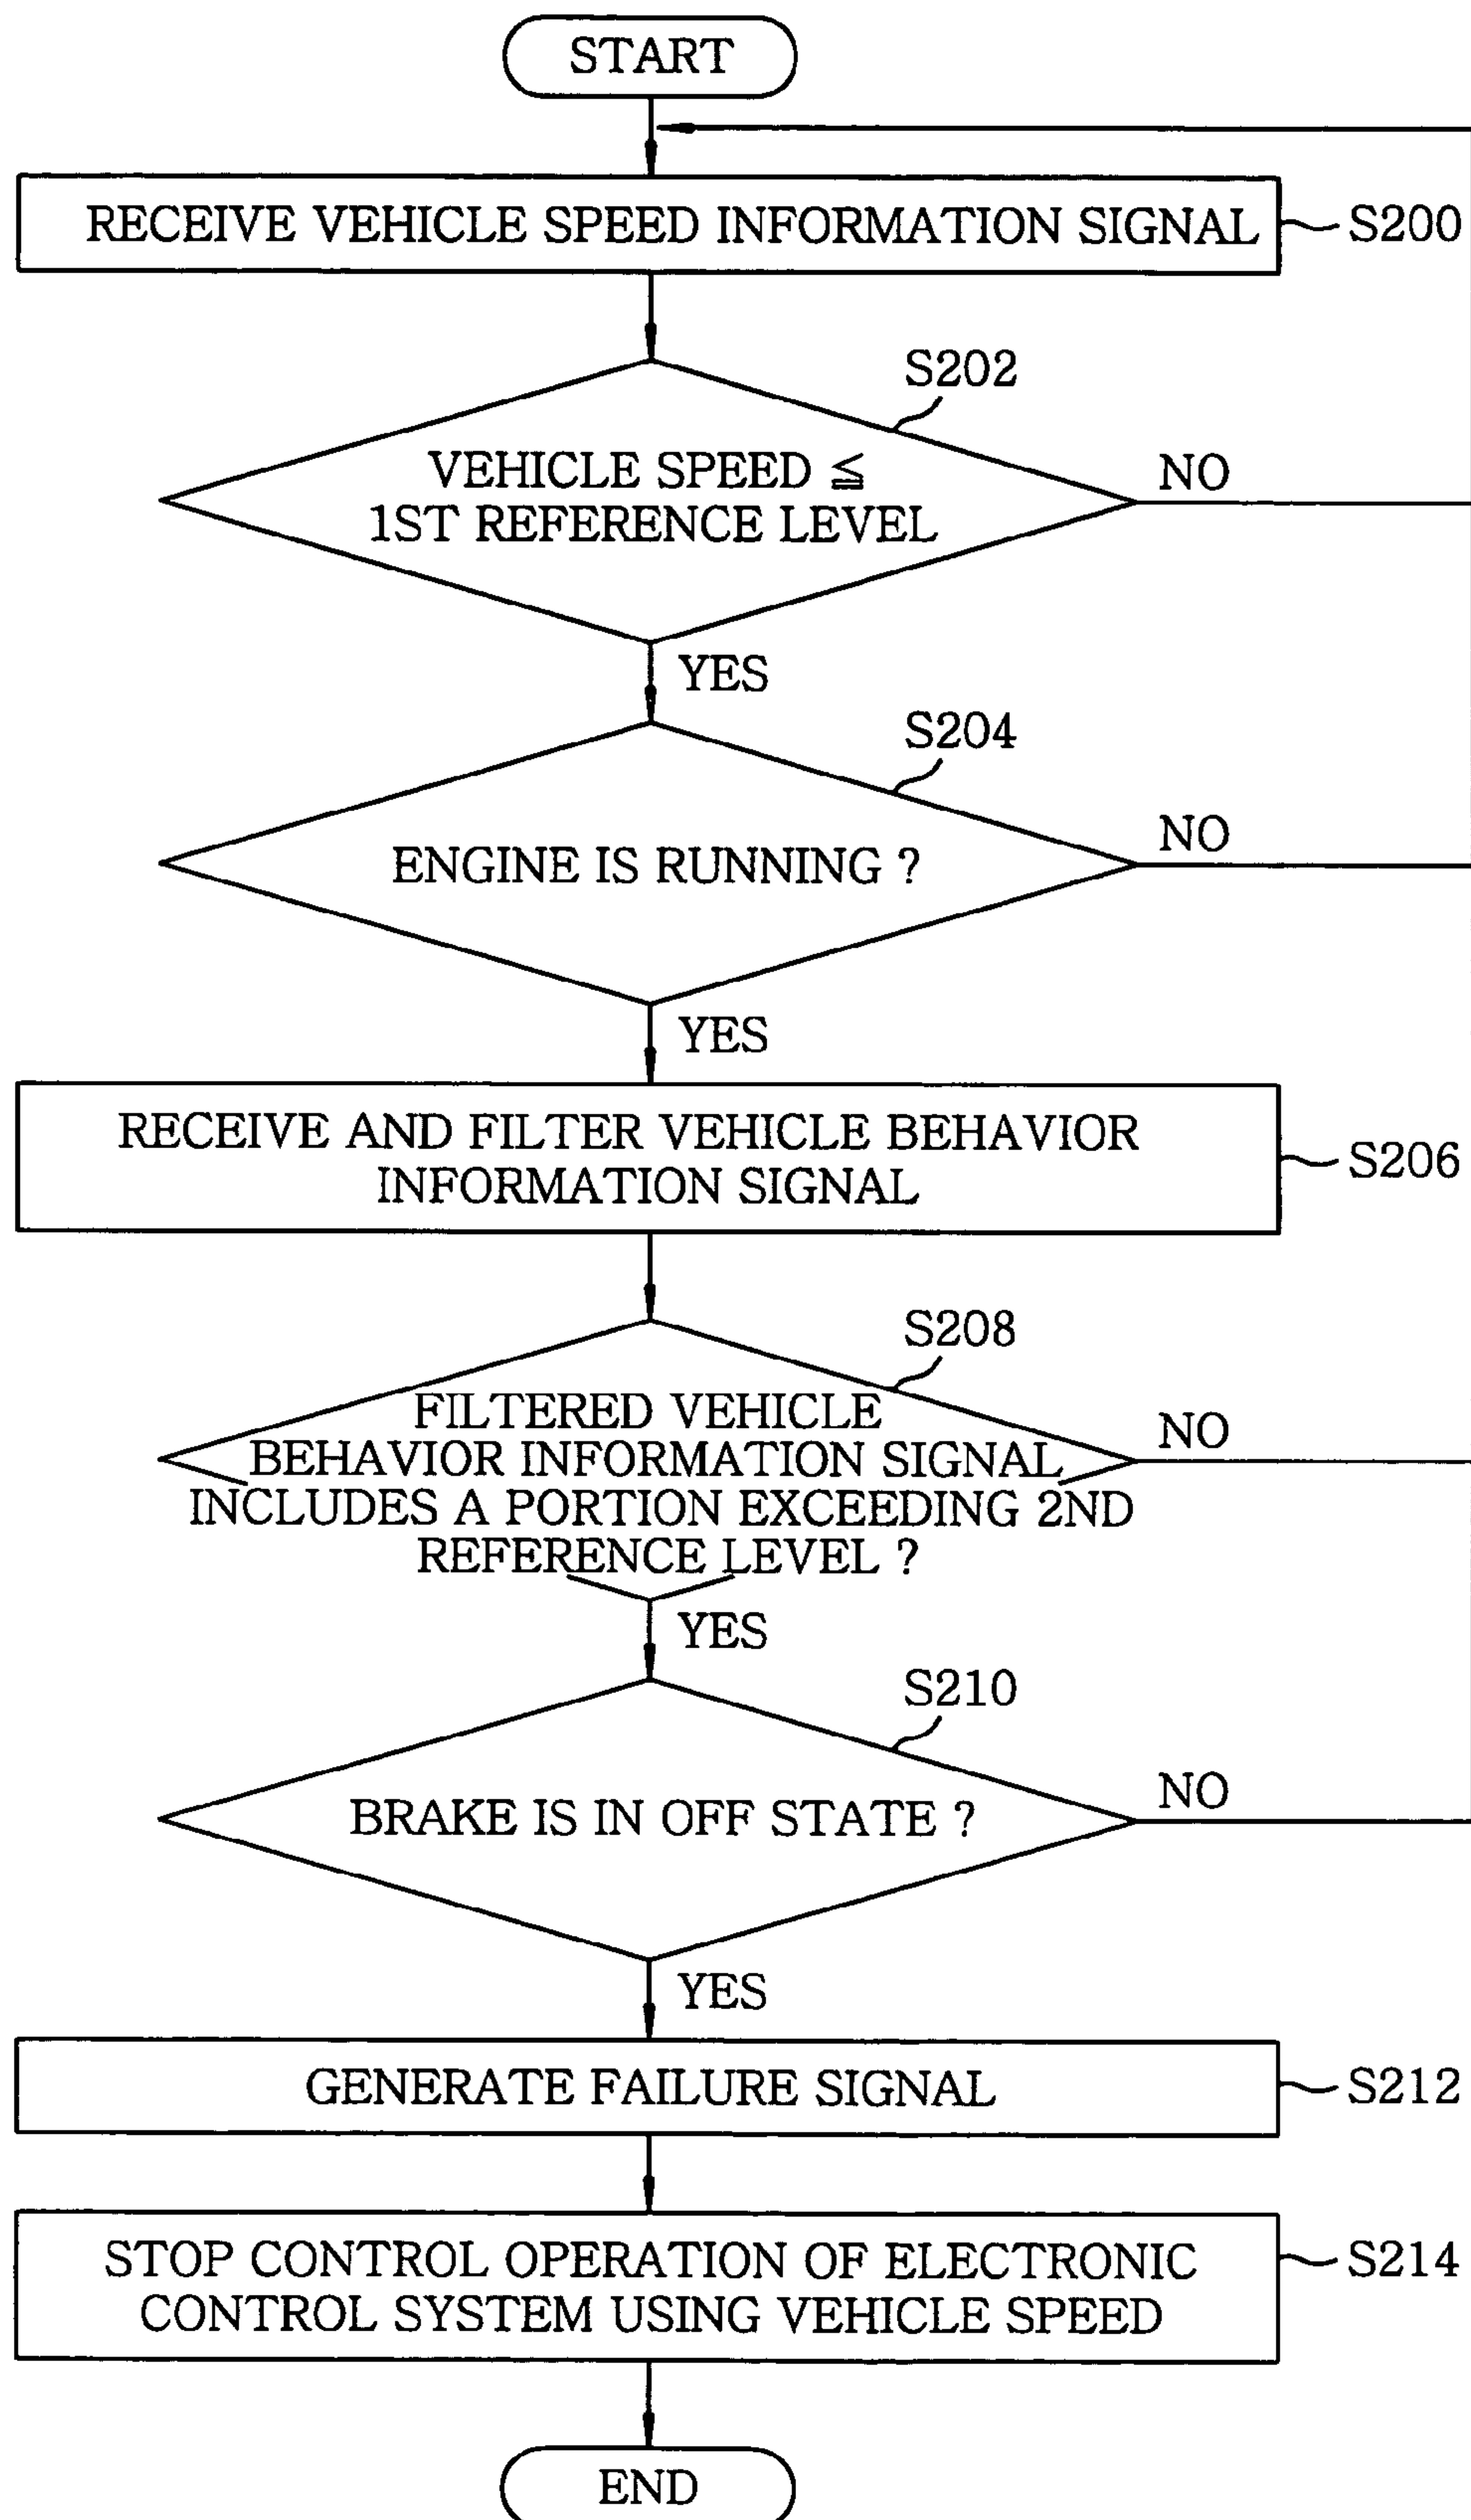 START
RECEIVE VEHICLE SPEED INFORMATION SIGNAL
S200
S202
VEHICLE SPEED ≦
1ST REFERENCE LEVEL
NO
YES
S204
ENGINE IS RUNNING ?
NO
YES
RECEIVE AND FILTER VEHICLE BEHAVIOR
INFORMATION SIGNAL
S206
S208
FILTERED VEHICLE
BEHAVIOR INFORMATION SIGNAL
INCLUDES A PORTION EXCEEDING 2ND
REFERENCE LEVEL ?
NO
YES
S210
BRAKE IS IN OFF STATE ?
NO
YES
GENERATE FAILURE SIGNAL
S212
STOP CONTROL OPERATION OF ELECTRONIC
CONTROL SYSTEM USING VEHICLE SPEED
S214
END